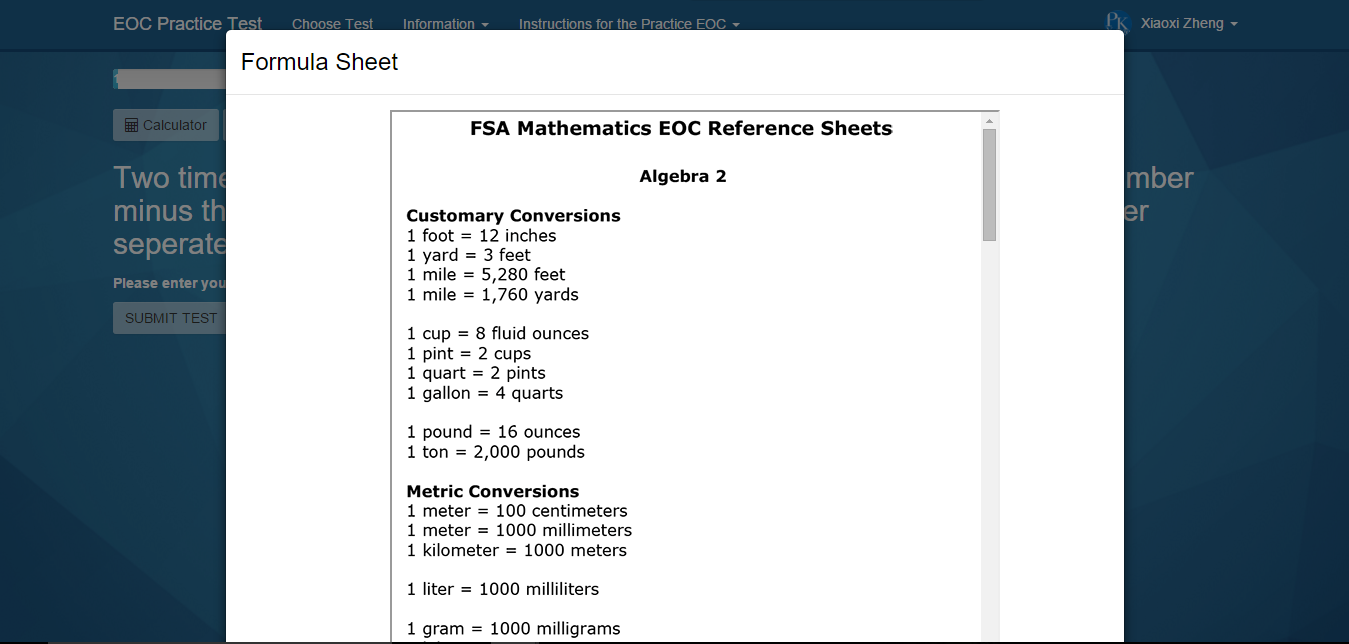 EOC Practice Test Choose Test Information Instructions for the Practice EOC PK Xiaoxi Zheng
Formula Sheet
Calculator
FSA Mathematics EOC Reference Sheets
Algebra 2
Two time mber
minus th er
seperate
Please enter you
SUBMIT TEST
Customary Conversions
1 foot = 12 inches
1 yard = 3 feet
1 mile = 5,280 feet
1 mile = 1,760 yards
1 cup = 8 fluid ounces
1 pint = 2 cups
1 quart = 2 pints
1 gallon = 4 quarts
1 pound = 16 ounces
1 ton = 2,000 pounds
Metric Conversions
1 meter = 100 centimeters
1 meter = 1000 millimeters
1 kilometer = 1000 meters
1 liter = 1000 milliliters
1 gram = 1000 milligrams